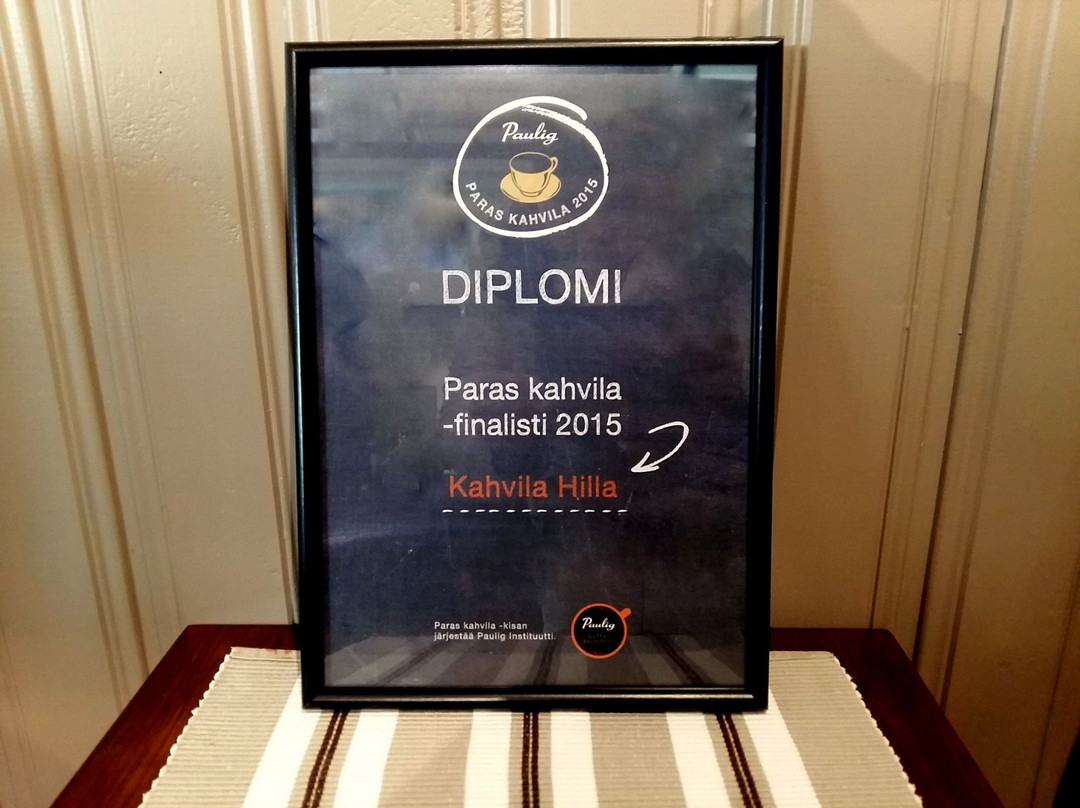 Paulig
PARAS KAHVILA 2015
DIPLOMI
Paras kahvila
-finalisti 2015
Kahvila Hilla
Paras kahvila -kisan
järjestää Paulig Instituutti.
Paulig